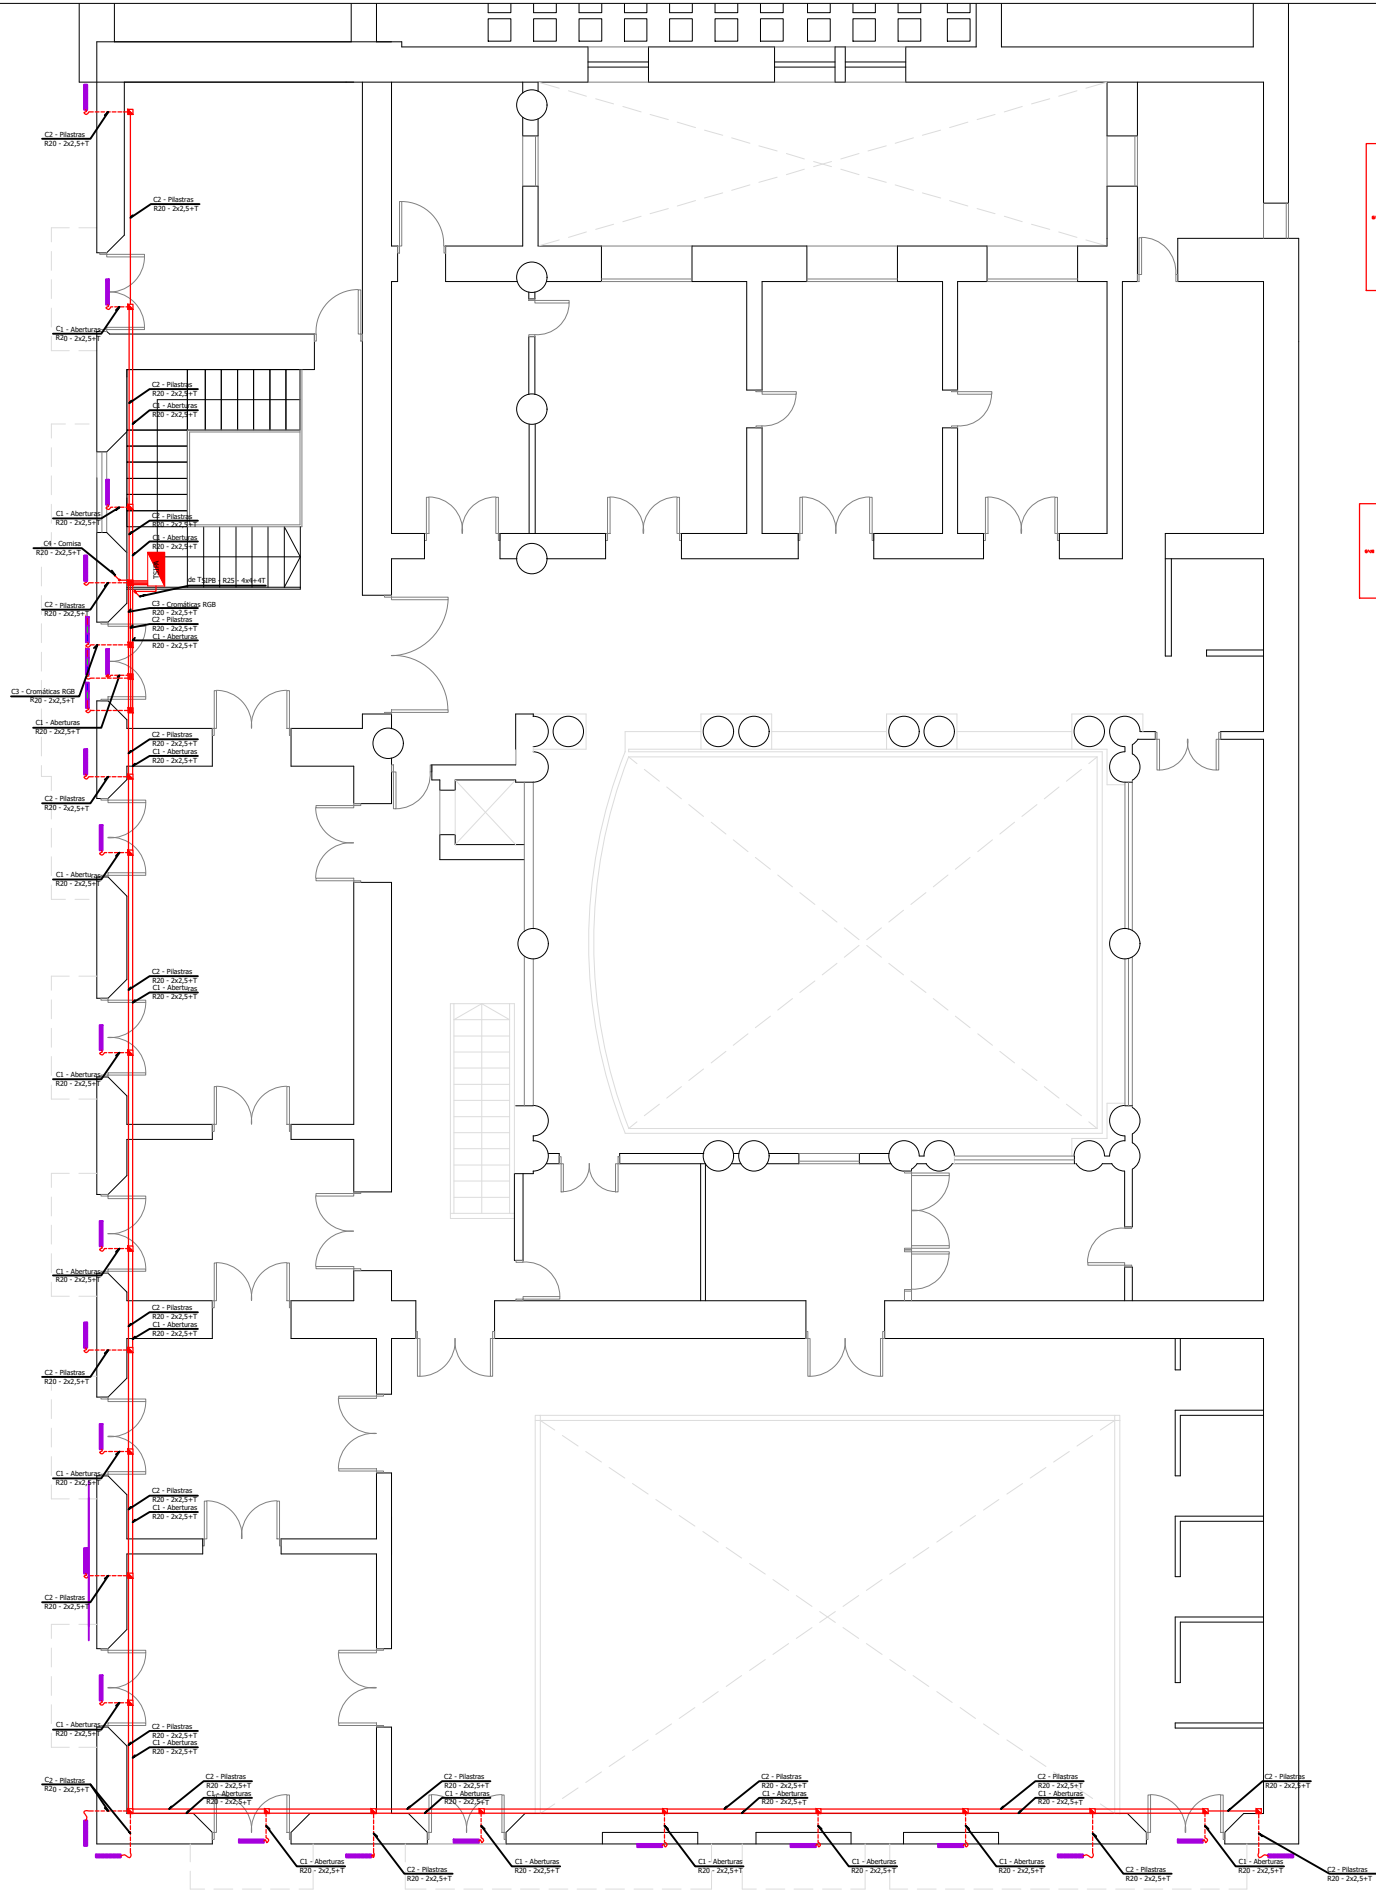 C2 - Pilastras
R20 - 2x2,5+T
C2 - Pilastras
R20 - 2x2,5+T
C1 - Aberturas
R20 - 2x2,5+T
C2 - Pilastras
R20 - 2x2,5+T
C1 - Aberturas
R20 - 2x2,5+T
C1 - Aberturas
R20 - 2x2,5+T
C2 - Pilastras
R20 - 2x2,5+T
C1 - Aberturas
R20 - 2x2,5+T
C4 - Cornisa
R20 - 2x2,5+T
de TSIPB - R25 - 4x4+4T
C2 - Pilastras
R20 - 2x2,5+T
C3 - Cromáticas RGB
R20 - 2x2,5+T
C2 - Pilastras
R20 - 2x2,5+T
C1 - Aberturas
R20 - 2x2,5+T
C3 - Cromáticas RGB
R20 - 2x2,5+T
C1 - Aberturas
R20 - 2x2,5+T
C2 - Pilastras
R20 - 2x2,5+T
C1 - Aberturas
R20 - 2x2,5+T
C2 - Pilastras
R20 - 2x2,5+T
C1 - Aberturas
R20 - 2x2,5+T
C2 - Pilastras
R20 - 2x2,5+T
C1 - Aberturas
R20 - 2x2,5+T
C1 - Aberturas
R20 - 2x2,5+T
C1 - Aberturas
R20 - 2x2,5+T
C2 - Pilastras
R20 - 2x2,5+T
C1 - Aberturas
R20 - 2x2,5+T
C2 - Pilastras
R20 - 2x2,5+T
C1 - Aberturas
R20 - 2x2,5+T
C2 - Pilastras
R20 - 2x2,5+T
C1 - Aberturas
R20 - 2x2,5+T
C2 - Pilastras
R20 - 2x2,5+T
C1 - Aberturas
R20 - 2x2,5+T
C2 - Pilastras
R20 - 2x2,5+T
C1 - Aberturas
R20 - 2x2,5+T
C2 - Pilastras
R20 - 2x2,5+T
C2 - Pilastras
R20 - 2x2,5+T
C1 - Aberturas
R20 - 2x2,5+T
C2 - Pilastras
R20 - 2x2,5+T
C1 - Aberturas
R20 - 2x2,5+T
C2 - Pilastras
R20 - 2x2,5+T
C1 - Aberturas
R20 - 2x2,5+T
C2 - Pilastras
R20 - 2x2,5+T
C1 - Aberturas
R20 - 2x2,5+T
C2 - Pilastras
R20 - 2x2,5+T
C1 - Aberturas
R20 - 2x2,5+T
C2 - Pilastras
R20 - 2x2,5+T
C1 - Aberturas
R20 - 2x2,5+T
C1 - Aberturas
R20 - 2x2,5+T
C1 - Aberturas
R20 - 2x2,5+T
C1 - Aberturas
R20 - 2x2,5+T
C2 - Pilastras
R20 - 2x2,5+T
C1 - Aberturas
R20 - 2x2,5+T
C2 - Pilastras
R20 - 2x2,5+T